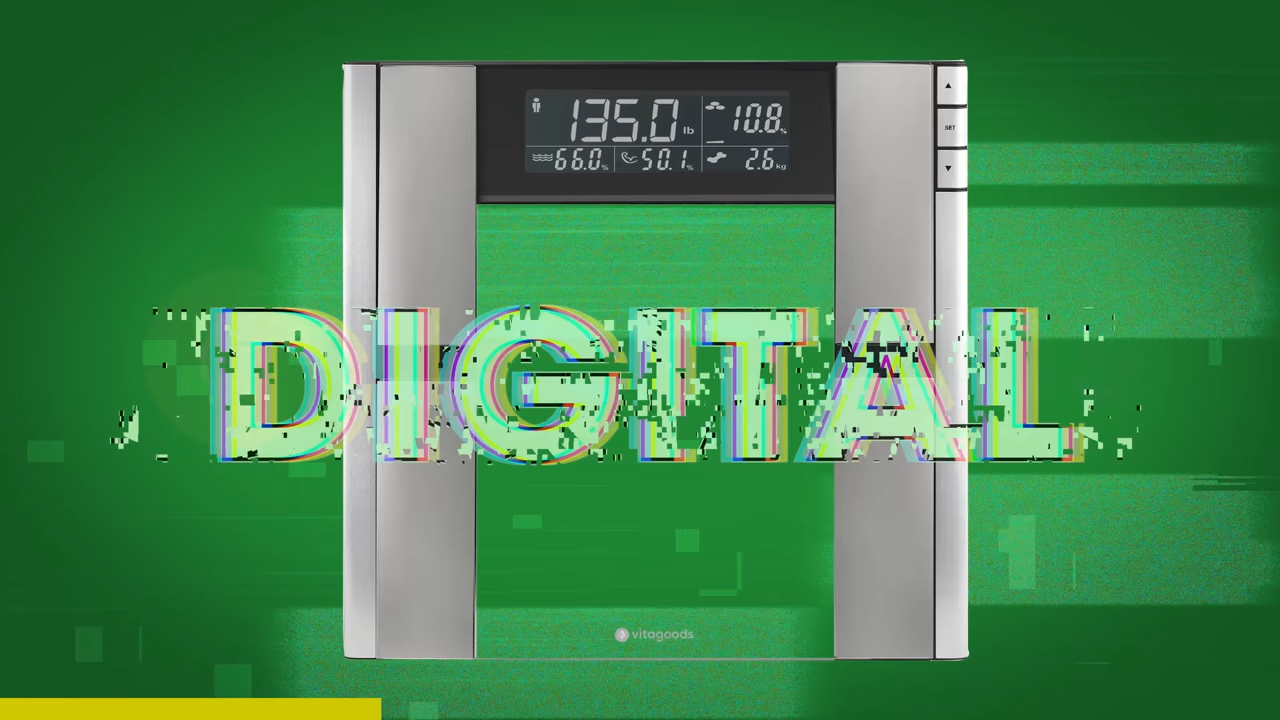 135.0 lb
10.8 %
66.0 %
50.1 %
2.6 kg
SET
DIGITAL
vitagoods